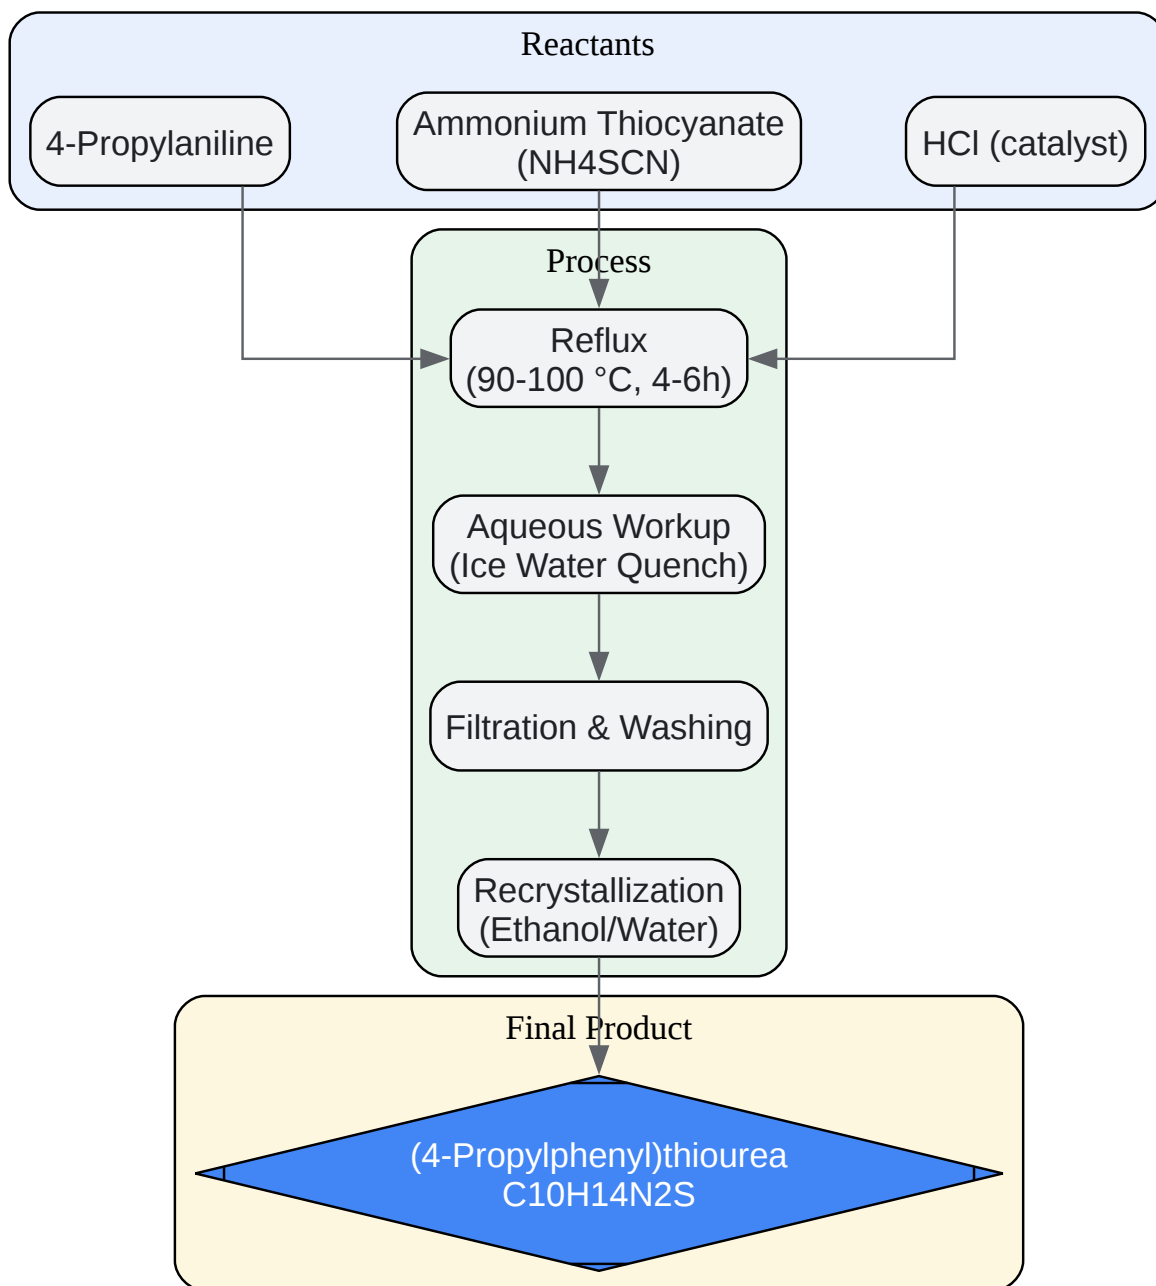 Reactants
4-Propylaniline
Ammonium Thiocyanate
(NH4SCN)
HCl (catalyst)
Process
Reflux
(90-100 °C, 4-6h)
Aqueous Workup
(Ice Water Quench)
Filtration & Washing
Recrystallization
(Ethanol/Water)
Final Product
(4-Propylphenyl)thiourea
C10H14N2S